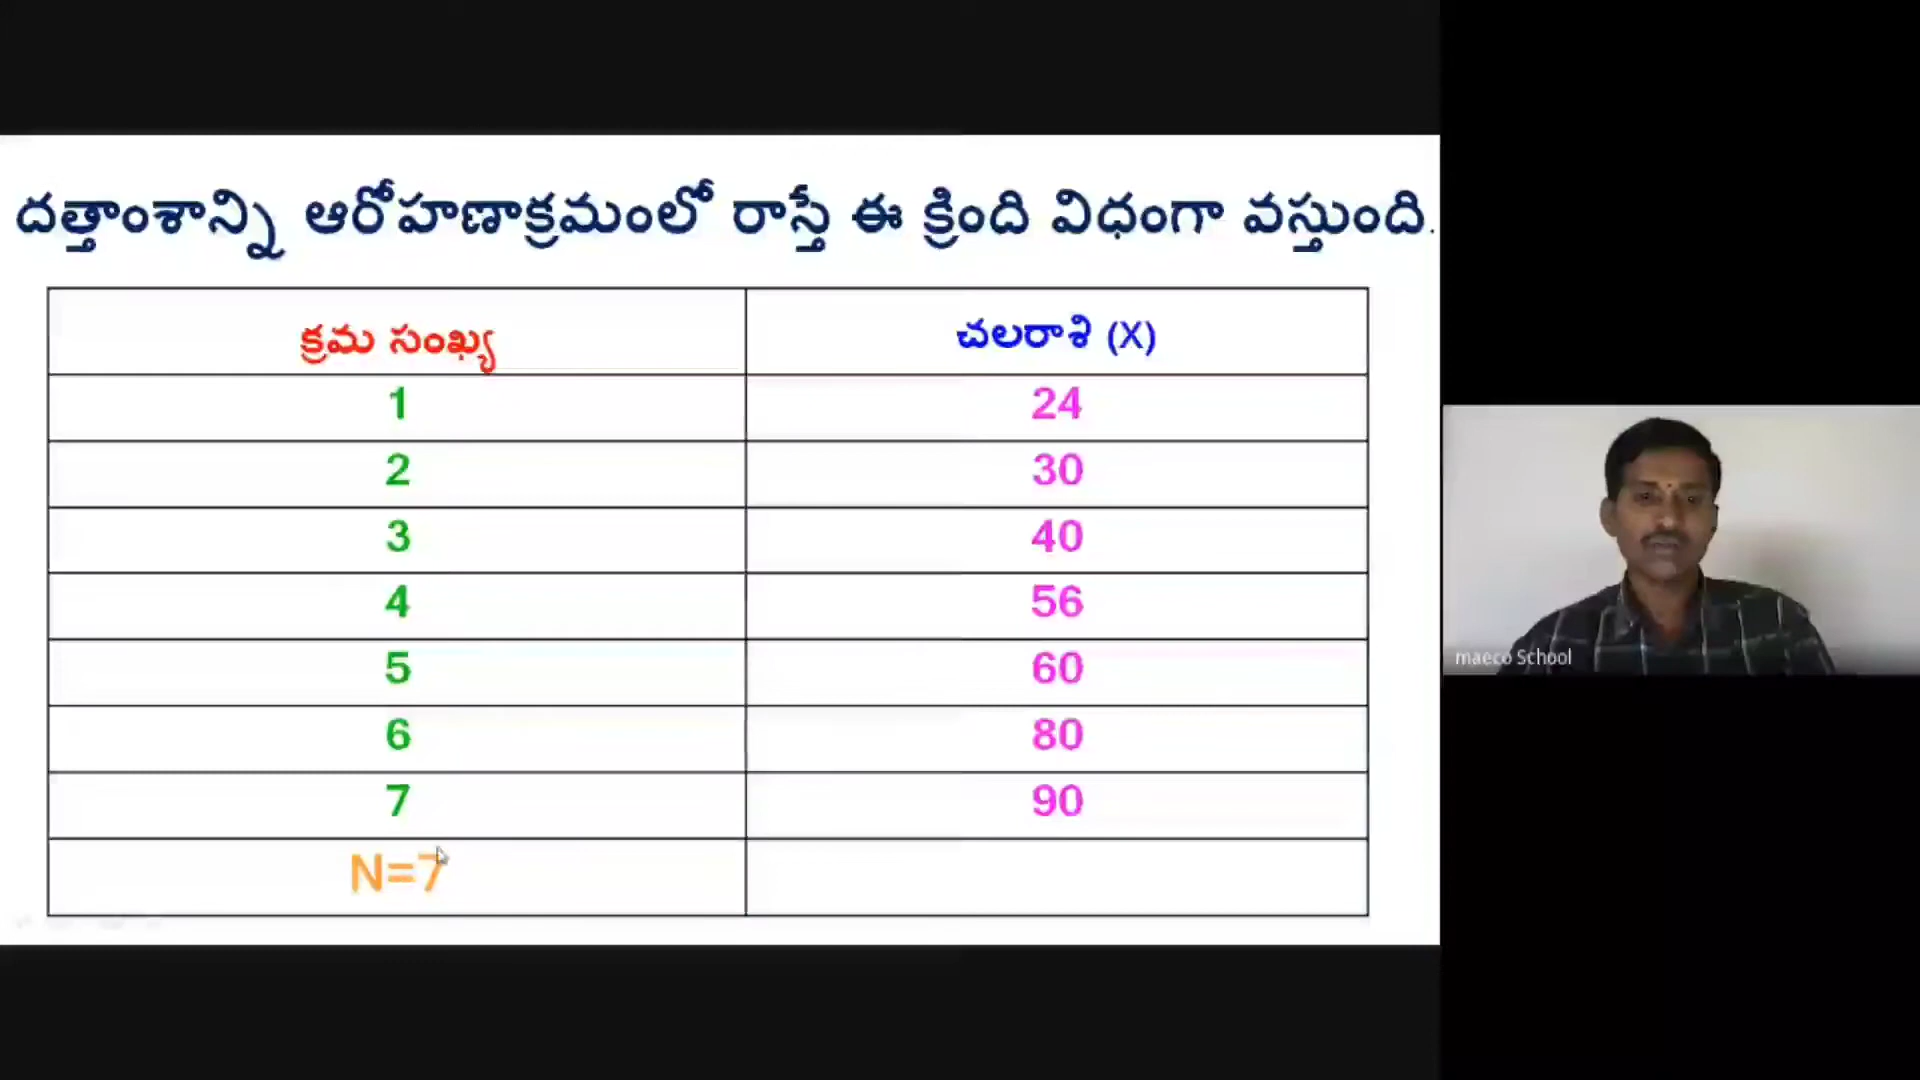 దత్తాంశాన్ని ఆరోహణాక్రమంలో రాస్తే ఈ క్రింది విధంగా వస్తుంది.
క్రమ సంఖ్య చలరాశి (X)
1 24
2 30
3 40
4 56
5 60
6 80
7 90
N=7
maeco School